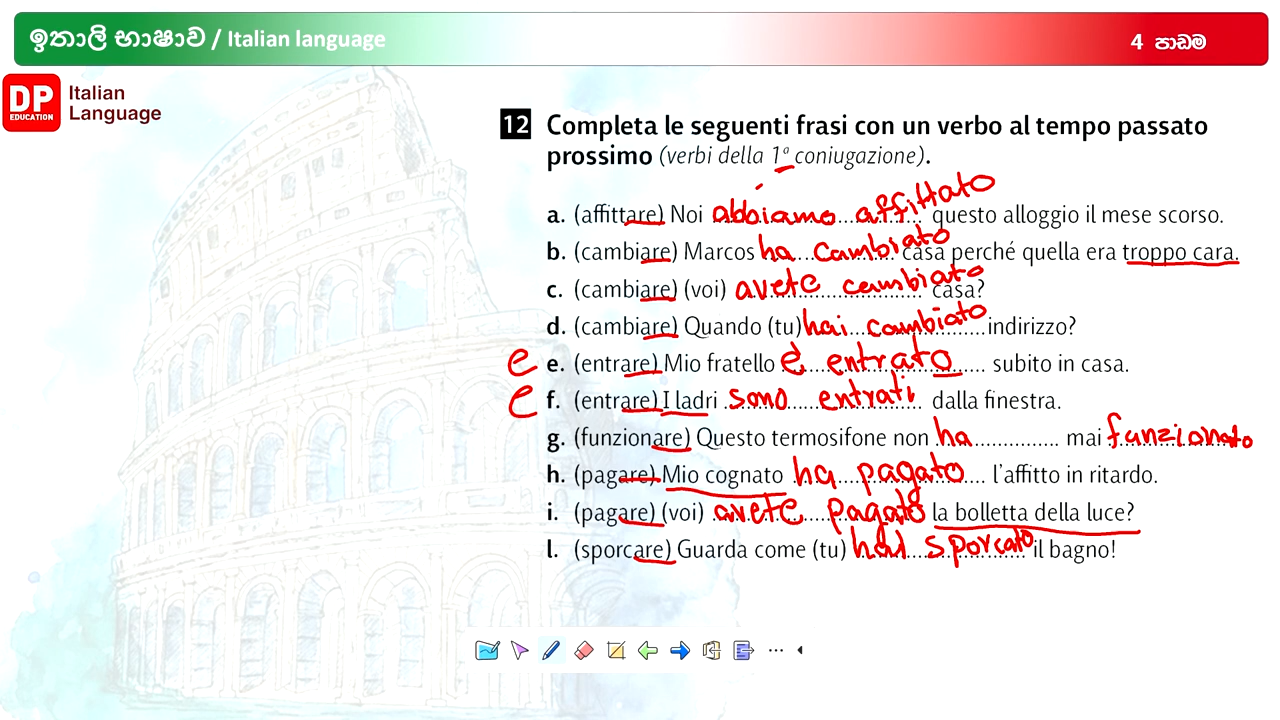 ඉතාලි භාෂාව / Italian language
4 පාඩම
DP
EDUCATION
Italian
Language
12 Completa le seguenti frasi con un verbo al tempo passato
prossimo (verbi della 1ª coniugazione).
a. (affittare) Noi abbiamo affittato questo alloggio il mese scorso.
b. (cambiare) Marcos ha cambiato casa perché quella era troppo cara.
c. (cambiare) (voi) avete cambiato casa?
d. (cambiare) Quando (tu) hai cambiato indirizzo?
e e. (entrare) Mio fratello è entrato subito in casa.
e f. (entrare) I ladri sono entrati dalla finestra.
g. (funzionare) Questo termosifone non ha mai funzionato
h. (pagare) Mio cognato ha pagato l'affitto in ritardo.
i. (pagare) (voi) avete pagato la bolletta della luce?
l. (sporcare) Guarda come (tu) hai sporcato il bagno!